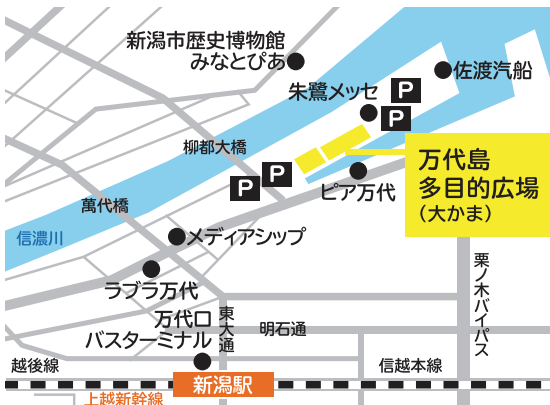 新潟市歴史博物館
みなとぴあ
佐渡汽船
朱鷺メッセ
P
P
柳都大橋
万代島
多目的広場
（大かま）
P
P
ピア万代
萬代橋
信濃川
メディアシップ
栗ノ木バイパス
ラブラ万代
万代口
バスターミナル
東大通
明石通
越後線
信越本線
新潟駅
上越新幹線